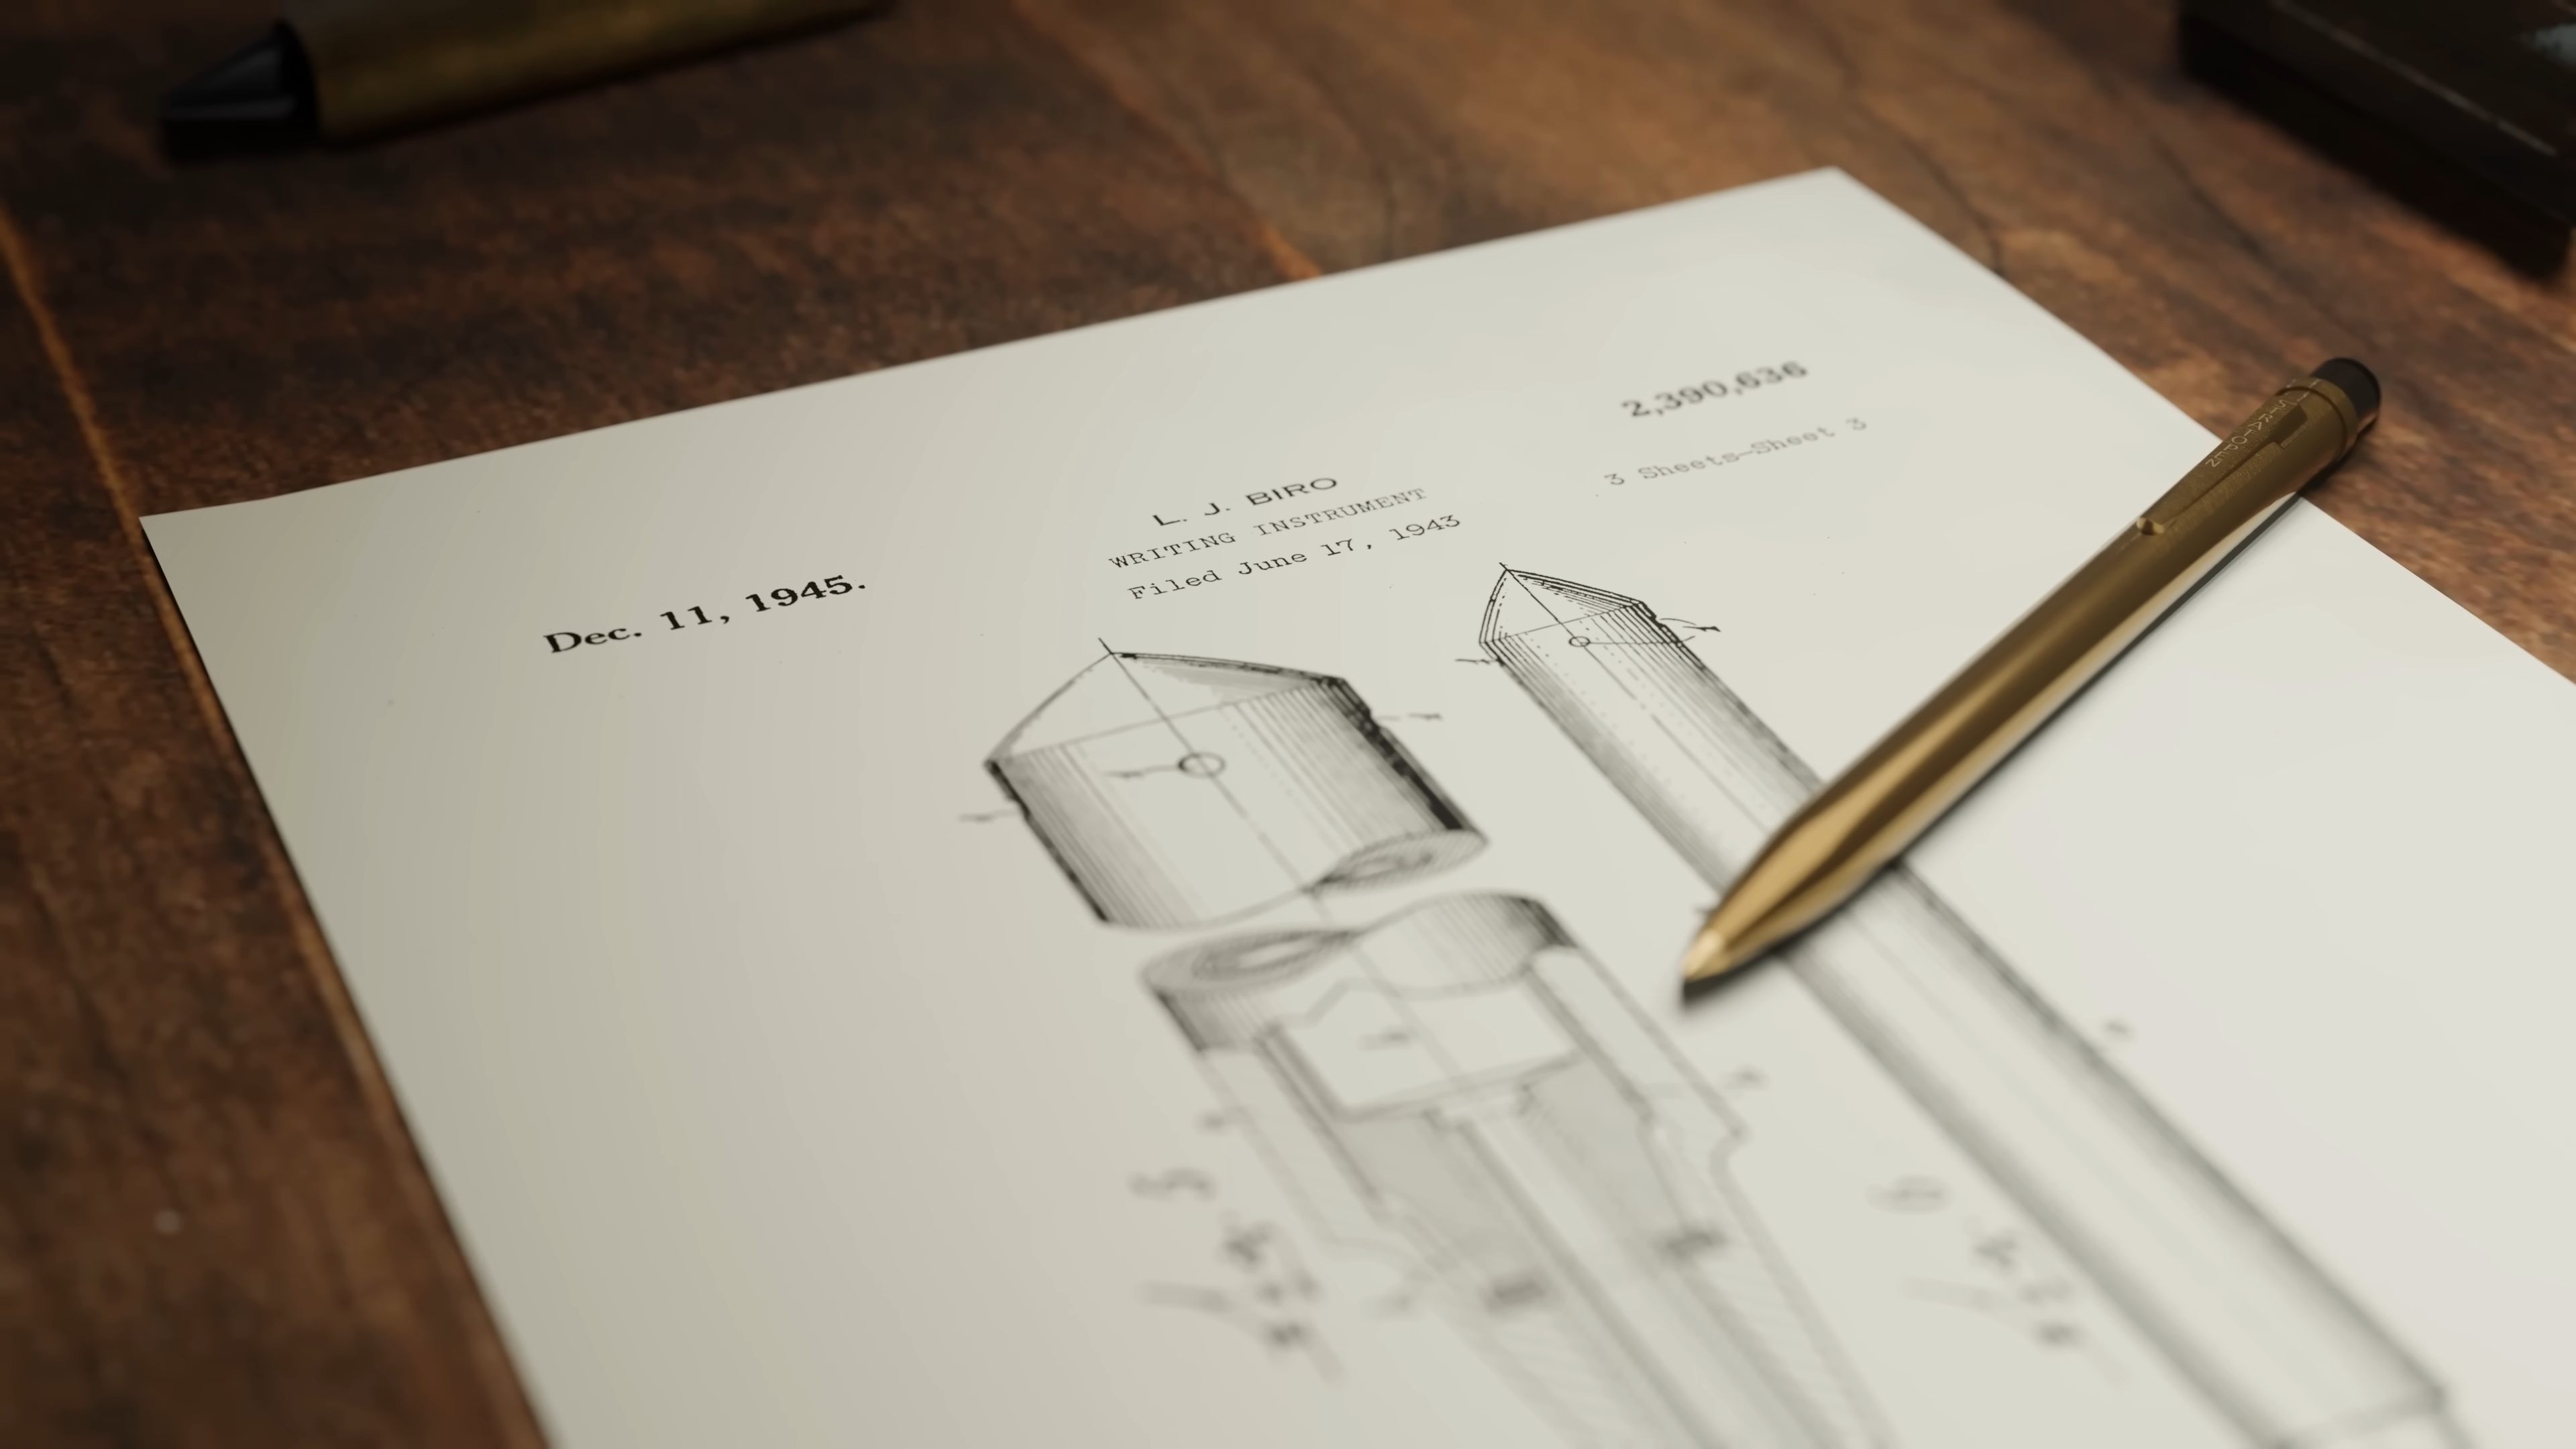 Dec. 11, 1945.
L. J. BIRO
2,390,636
WRITING INSTRUMENT
Filed June 17, 1943
3 Sheets—Sheet 3